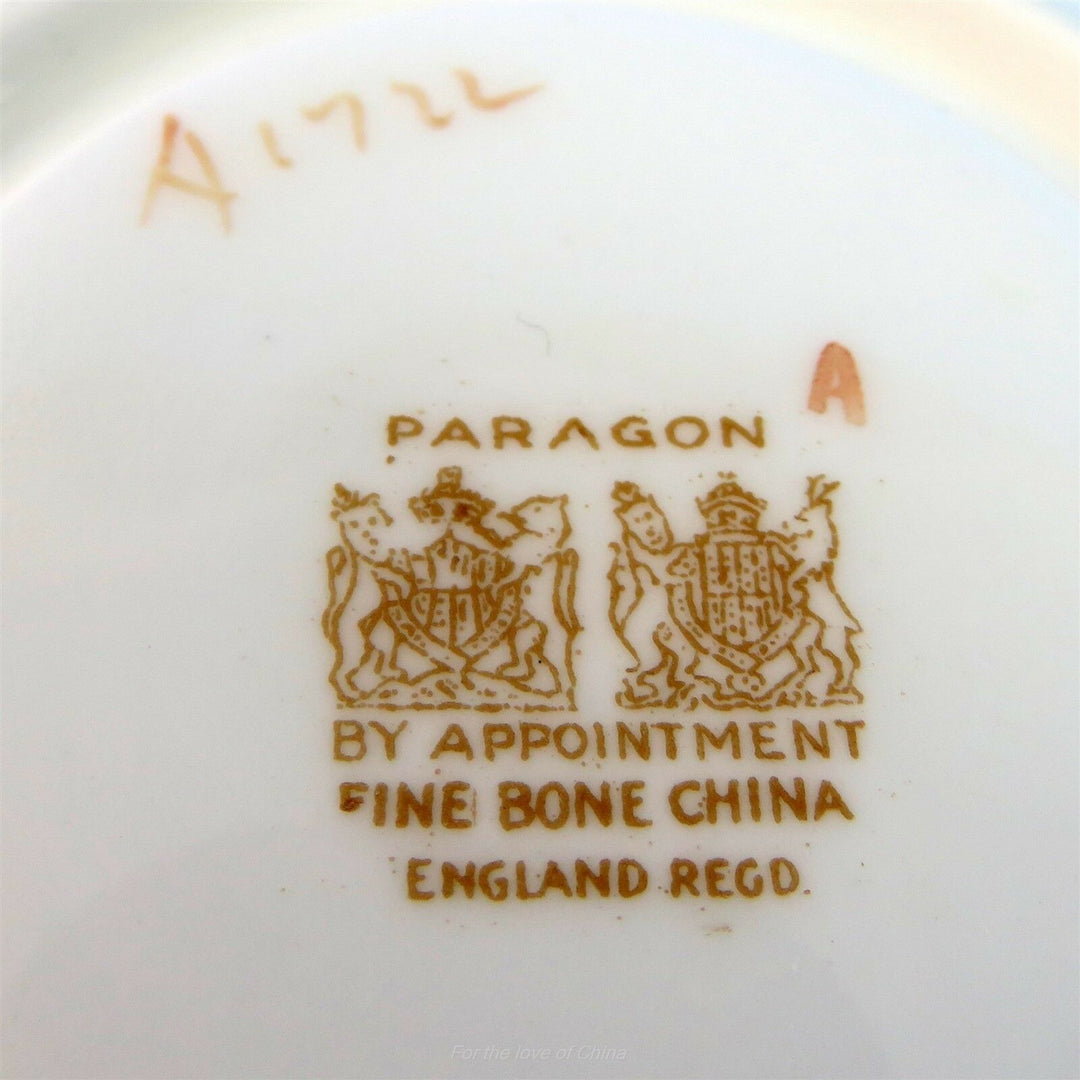 A1722
A
PARAGON
BY APPOINTMENT
FINE BONE CHINA
ENGLAND REGD.
For the love of China